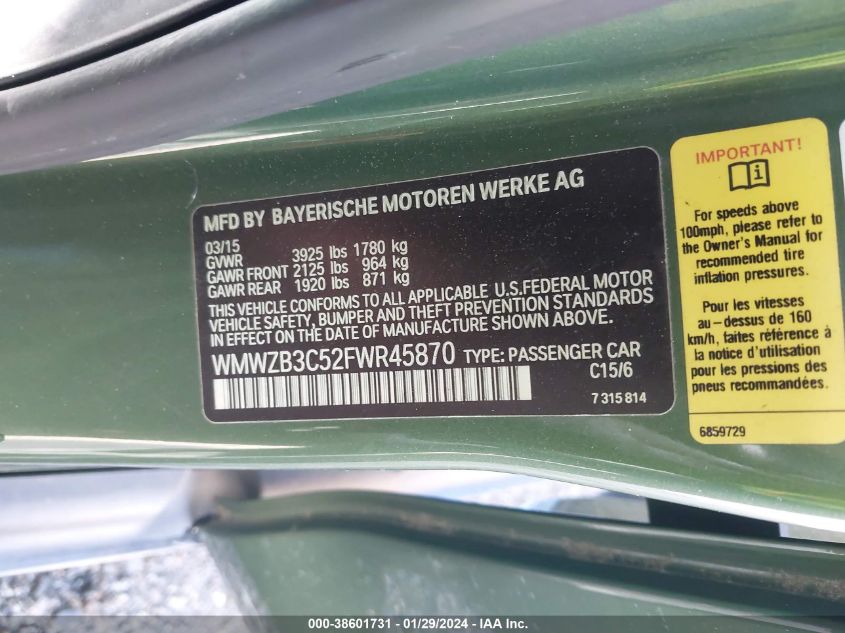 MFD BY BAYERISCHE MOTOREN WERKE AG
03/15
GVWR 3925 lbs 1780 kg
GAWR FRONT 2125 lbs 964 kg
GAWR REAR 1920 lbs 871 kg
THIS VEHICLE CONFORMS TO ALL APPLICABLE U.S.FEDERAL MOTOR
VEHICLE SAFETY, BUMPER AND THEFT PREVENTION STANDARDS
IN EFFECT ON THE DATE OF MANUFACTURE SHOWN ABOVE.
WMWZB3C52FWR45870 TYPE: PASSENGER CAR
C15/6
7 315 814
IMPORTANT!
For speeds above
100mph, please refer to
the Owner's Manual for
recommended tire
inflation pressures.
Pour les vitesses
au-dessus de 160
km/h, faites référence à
la notice d'utilisation
pour les pressions des
pneus recommandées.
6859729
000-38601731 - 01/29/2024 - IAA Inc.